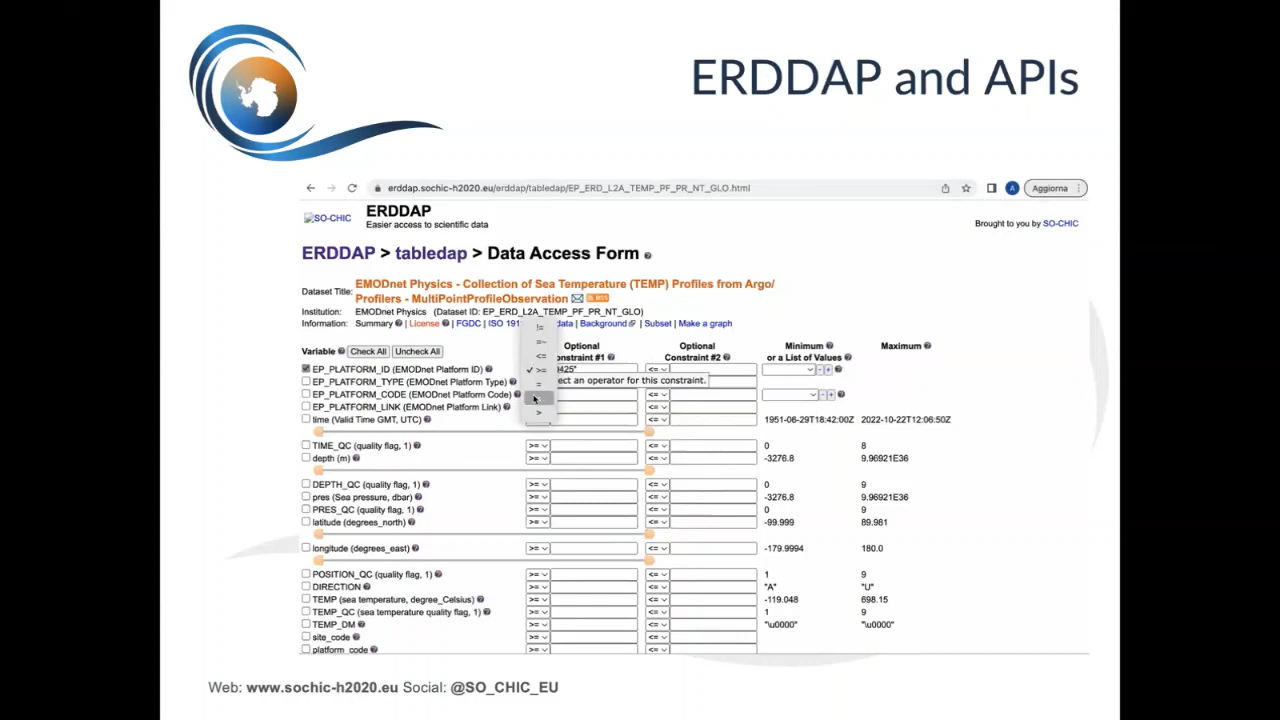 ERDDAP and APIs
erddap.sochic-h2020.eu/erddap/tabledap/EP_ERD_L2A_TEMP_PF_PR_NT_GLO.html
A
Aggiorna
SO-CHIC
ERDDAP
Easier access to scientific data
Brought to you by SO-CHIC
ERDDAP > tabledap > Data Access Form
Dataset Title:
EMODnet Physics - Collection of Sea Temperature (TEMP) Profiles from Argo/
Profilers - MultiPointProfileObservation
RSS
Institution: EMODnet Physics (Dataset ID: EP_ERD_L2A_TEMP_PF_PR_NT_GLO)
Information: Summary | License | FGDC | ISO 191 data | Background | Subset | Make a graph
!=
=~
<=
✓ >=
=
>
Variable Check All Uncheck All
Optional
Constraint #1
Optional
Constraint #2
Minimum
or a List of Values
Maximum
EP_PLATFORM_ID (EMODnet Platform ID) 425" <=
ect an operator for this constraint.
EP_PLATFORM_TYPE (EMODnet Platform Type)
EP_PLATFORM_CODE (EMODnet Platform Code) <=
EP_PLATFORM_LINK (EMODnet Platform Link) <=
time (Valid Time GMT, UTC) <= 1951-06-29T18:42:00Z 2022-10-22T12:06:50Z
TIME_QC (quality flag, 1) >= <= 0 8
depth (m) >= <= -3276.8 9.96921E36
DEPTH_QC (quality flag, 1) >= <= 0 9
pres (Sea pressure, dbar) >= <= -3276.8 9.96921E36
PRES_QC (quality flag, 1) >= <= 0 9
latitude (degrees_north) >= <= -99.999 89.981
longitude (degrees_east) >= <= -179.9994 180.0
POSITION_QC (quality flag, 1) >= <= 1 9
DIRECTION >= <= "A" "U"
TEMP (sea temperature, degree_Celsius) >= <= -119.048 698.15
TEMP_QC (sea temperature quality flag, 1) >= <= 1 9
TEMP_DM >= <= "\u0000" "\u0000"
site_code >= <=
platform_code >= <=
Web: www.sochic-h2020.eu Social: @SO_CHIC_EU